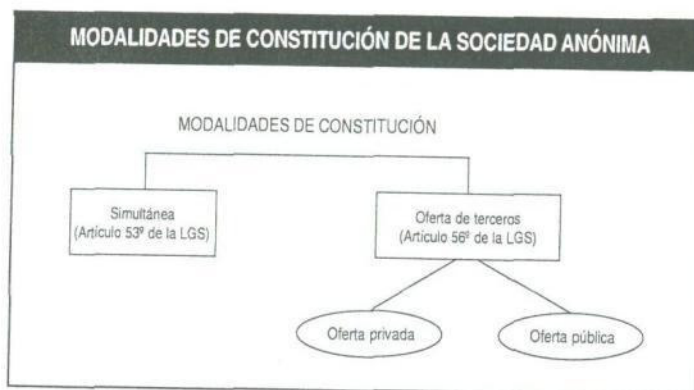 MODALIDADES DE CONSTITUCIÓN DE LA SOCIEDAD ANÓNIMA
MODALIDADES DE CONSTITUCIÓN
Simultánea
(Artículo 53º de la LGS)
Oferta de terceros
(Artículo 56º de la LGS)
Oferta privada
Oferta pública